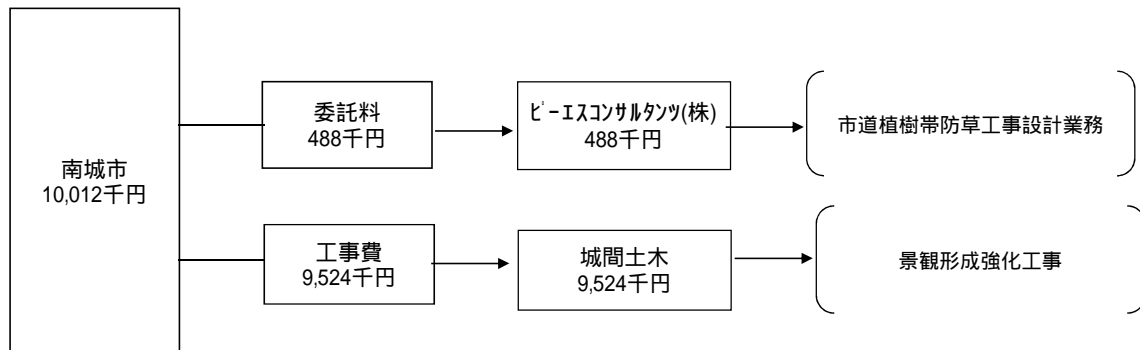 南城市
10,012千円
委託料
488千円
ﾋﾟｰｴｽｺﾝｻﾙﾀﾝﾂ(株)
488千円
市道植樹帯防草工事設計業務
工事費
9,524千円
城間土木
9,524千円
景観形成強化工事